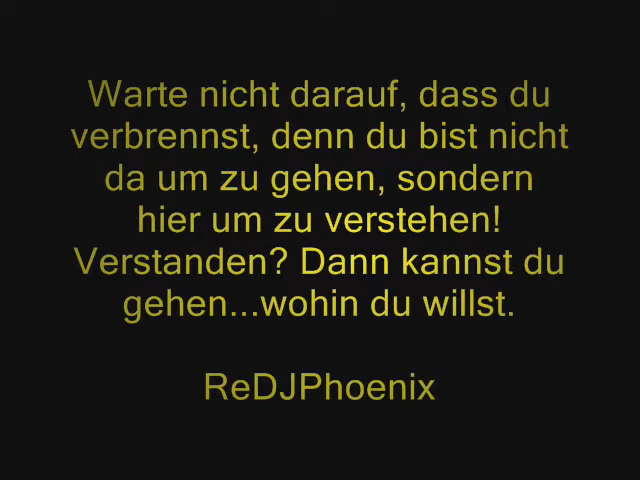 Warte nicht darauf, dass du
verbrennst, denn du bist nicht
da um zu gehen, sondern
hier um zu verstehen!
Verstanden? Dann kannst du
gehen...wohin du willst.
ReDJPhoenix